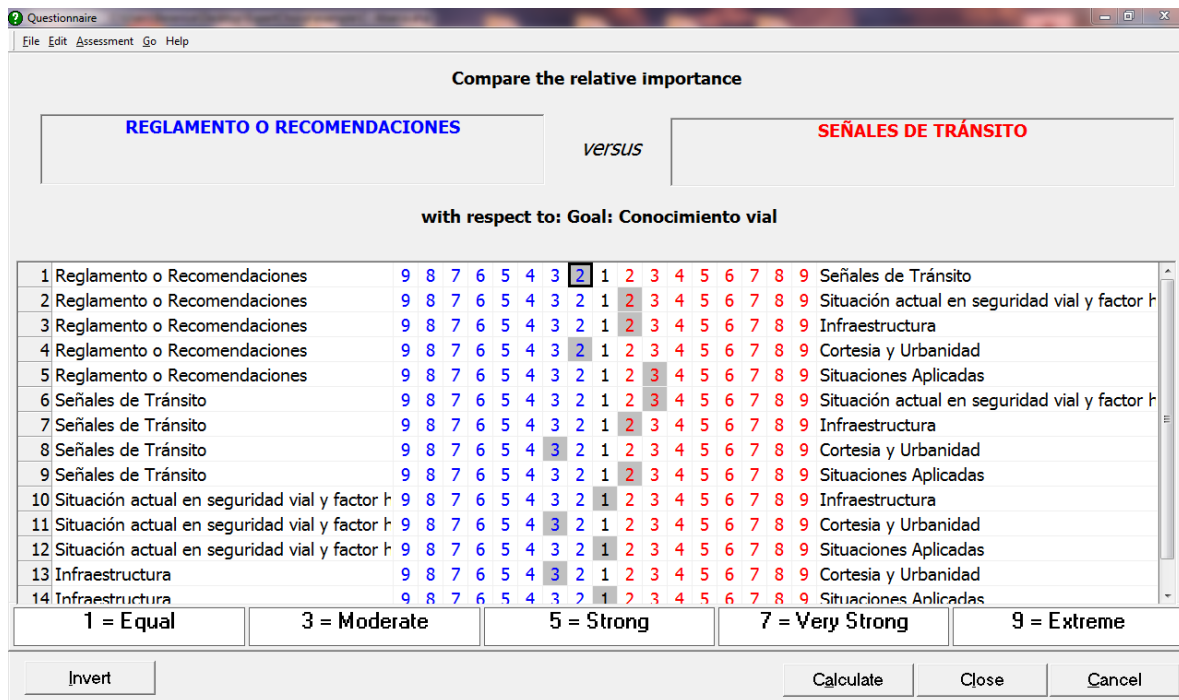 Questionnaire
File Edit Assessment Go Help
Compare the relative importance
REGLAMENTO O RECOMENDACIONES
versus
SEÑALES DE TRÁNSITO
with respect to: Goal: Conocimiento vial
1 Reglamento o Recomendaciones 9 8 7 6 5 4 3 2 1 2 3 4 5 6 7 8 9 Señales de Tránsito
2 Reglamento o Recomendaciones 9 8 7 6 5 4 3 2 1 2 3 4 5 6 7 8 9 Situación actual en seguridad vial y factor h
3 Reglamento o Recomendaciones 9 8 7 6 5 4 3 2 1 2 3 4 5 6 7 8 9 Infraestructura
4 Reglamento o Recomendaciones 9 8 7 6 5 4 3 2 1 2 3 4 5 6 7 8 9 Cortesia y Urbanidad
5 Reglamento o Recomendaciones 9 8 7 6 5 4 3 2 1 2 3 4 5 6 7 8 9 Situaciones Aplicadas
6 Señales de Tránsito 9 8 7 6 5 4 3 2 1 2 3 4 5 6 7 8 9 Situación actual en seguridad vial y factor h
7 Señales de Tránsito 9 8 7 6 5 4 3 2 1 2 3 4 5 6 7 8 9 Infraestructura
8 Señales de Tránsito 9 8 7 6 5 4 3 2 1 2 3 4 5 6 7 8 9 Cortesia y Urbanidad
9 Señales de Tránsito 9 8 7 6 5 4 3 2 1 2 3 4 5 6 7 8 9 Situaciones Aplicadas
10 Situación actual en seguridad vial y factor h 9 8 7 6 5 4 3 2 1 2 3 4 5 6 7 8 9 Infraestructura
11 Situación actual en seguridad vial y factor h 9 8 7 6 5 4 3 2 1 2 3 4 5 6 7 8 9 Cortesia y Urbanidad
12 Situación actual en seguridad vial y factor h 9 8 7 6 5 4 3 2 1 2 3 4 5 6 7 8 9 Situaciones Aplicadas
13 Infraestructura 9 8 7 6 5 4 3 2 1 2 3 4 5 6 7 8 9 Cortesia y Urbanidad
14 Infraestructura 9 8 7 6 5 4 3 2 1 2 3 4 5 6 7 8 9 Situaciones Aplicadas
1 = Equal 3 = Moderate 5 = Strong 7 = Very Strong 9 = Extreme
Invert Calculate Close Cancel